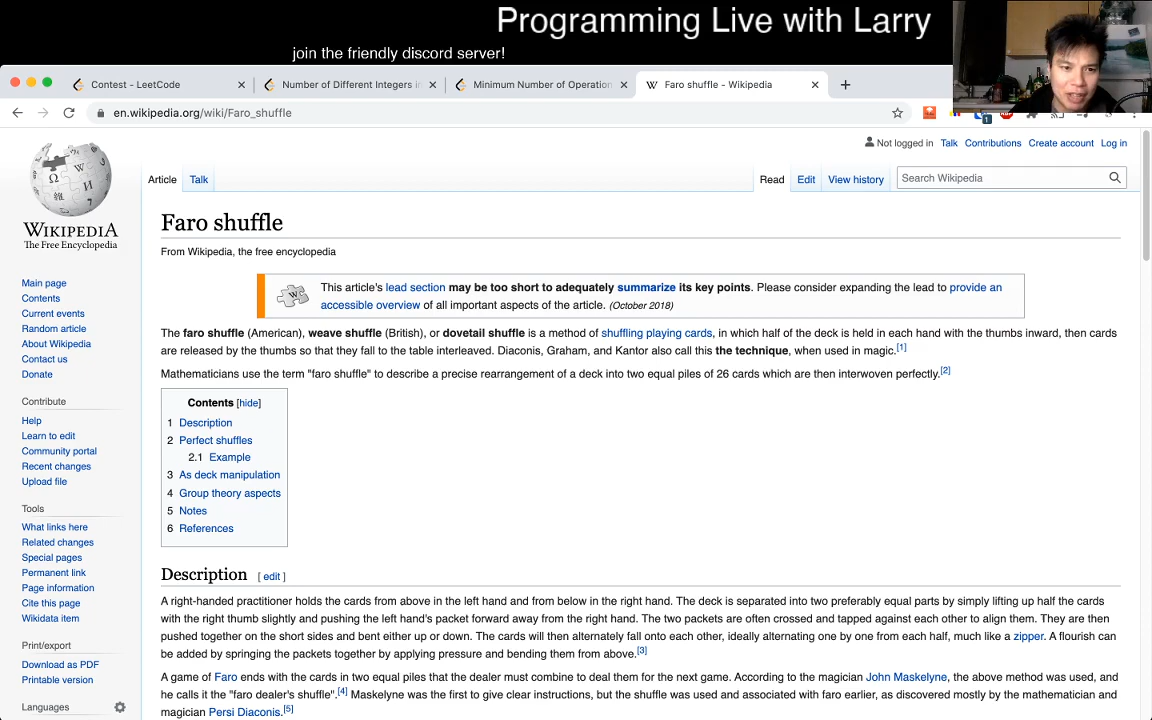 Programming Live with Larry
join the friendly discord server!
Contest - LeetCode
Number of Different Integers i
Minimum Number of Operation
Faro shuffle - Wikipedia
en.wikipedia.org/wiki/Faro_shuffle
Not logged in Talk Contributions Create account Log in
Article Talk Read Edit View history Search Wikipedia
WIKIPEDIA
The Free Encyclopedia
Main page
Contents
Current events
Random article
About Wikipedia
Contact us
Donate
Contribute
Help
Learn to edit
Community portal
Recent changes
Upload file
Tools
What links here
Related changes
Special pages
Permanent link
Page information
Cite this page
Wikidata item
Print/export
Download as PDF
Printable version
Languages
Faro shuffle
From Wikipedia, the free encyclopedia
This article's lead section may be too short to adequately summarize its key points. Please consider expanding the lead to provide an
accessible overview of all important aspects of the article. (October 2018)
The faro shuffle (American), weave shuffle (British), or dovetail shuffle is a method of shuffling playing cards, in which half of the deck is held in each hand with the thumbs inward, then cards
are released by the thumbs so that they fall to the table interleaved. Diaconis, Graham, and Kantor also call this the technique, when used in magic.[1]
Mathematicians use the term "faro shuffle" to describe a precise rearrangement of a deck into two equal piles of 26 cards which are then interwoven perfectly.[2]
Contents [hide]
1 Description
2 Perfect shuffles
2.1 Example
3 As deck manipulation
4 Group theory aspects
5 Notes
6 References
Description [ edit ]
A right-handed practitioner holds the cards from above in the left hand and from below in the right hand. The deck is separated into two preferably equal parts by simply lifting up half the cards
with the right thumb slightly and pushing the left hand's packet forward away from the right hand. The two packets are often crossed and tapped against each other to align them. They are then
pushed together on the short sides and bent either up or down. The cards will then alternately fall onto each other, ideally alternating one by one from each half, much like a zipper. A flourish can
be added by springing the packets together by applying pressure and bending them from above.[3]
A game of Faro ends with the cards in two equal piles that the dealer must combine to deal them for the next game. According to the magician John Maskelyne, the above method was used, and
he calls it the "faro dealer's shuffle".[4] Maskelyne was the first to give clear instructions, but the shuffle was used and associated with faro earlier, as discovered mostly by the mathematician and
magician Persi Diaconis.[5]